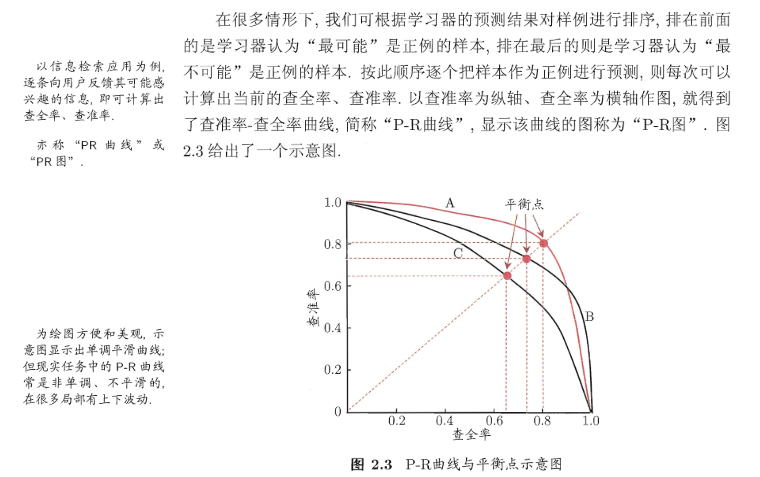 在很多情形下, 我们可根据学习器的预测结果对样例进行排序, 排在前面
的是学习器认为“最可能”是正例的样本, 排在最后的则是学习器认为“最
不可能”是正例的样本. 按此顺序逐个把样本作为正例进行预测, 则每次可以
计算出当前的查全率、查准率. 以查准率为纵轴、查全率为横轴作图, 就得到
了查准率-查全率曲线, 简称“P-R曲线”, 显示该曲线的图称为“P-R图”. 图
2.3 给出了一个示意图.
以信息检索应用为例,
逐条向用户反馈其可能感
兴趣的信息, 即可计算出
查全率、查准率.
亦称“PR 曲线”或
“PR 图”.
为绘图方便和美观, 示
意图显示出单调平滑曲线;
但现实任务中的 P-R 曲线
常是非单调、不平滑的,
在很多局部有上下波动.
1.0
0.8
0.6
0.4
0.2
0
查准率
A
平衡点
C
B
0.2
0.4
0.6
0.8
1.0
查全率
图 2.3 P-R曲线与平衡点示意图